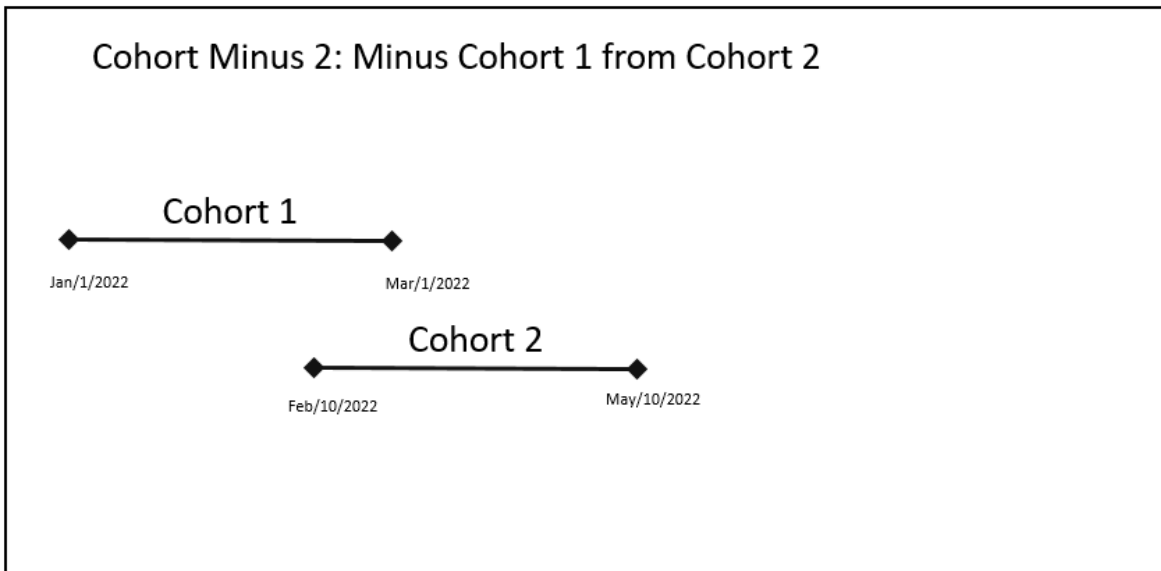 Cohort Minus 2: Minus Cohort 1 from Cohort 2
Cohort 1
Jan/1/2022
Mar/1/2022
Cohort 2
Feb/10/2022
May/10/2022